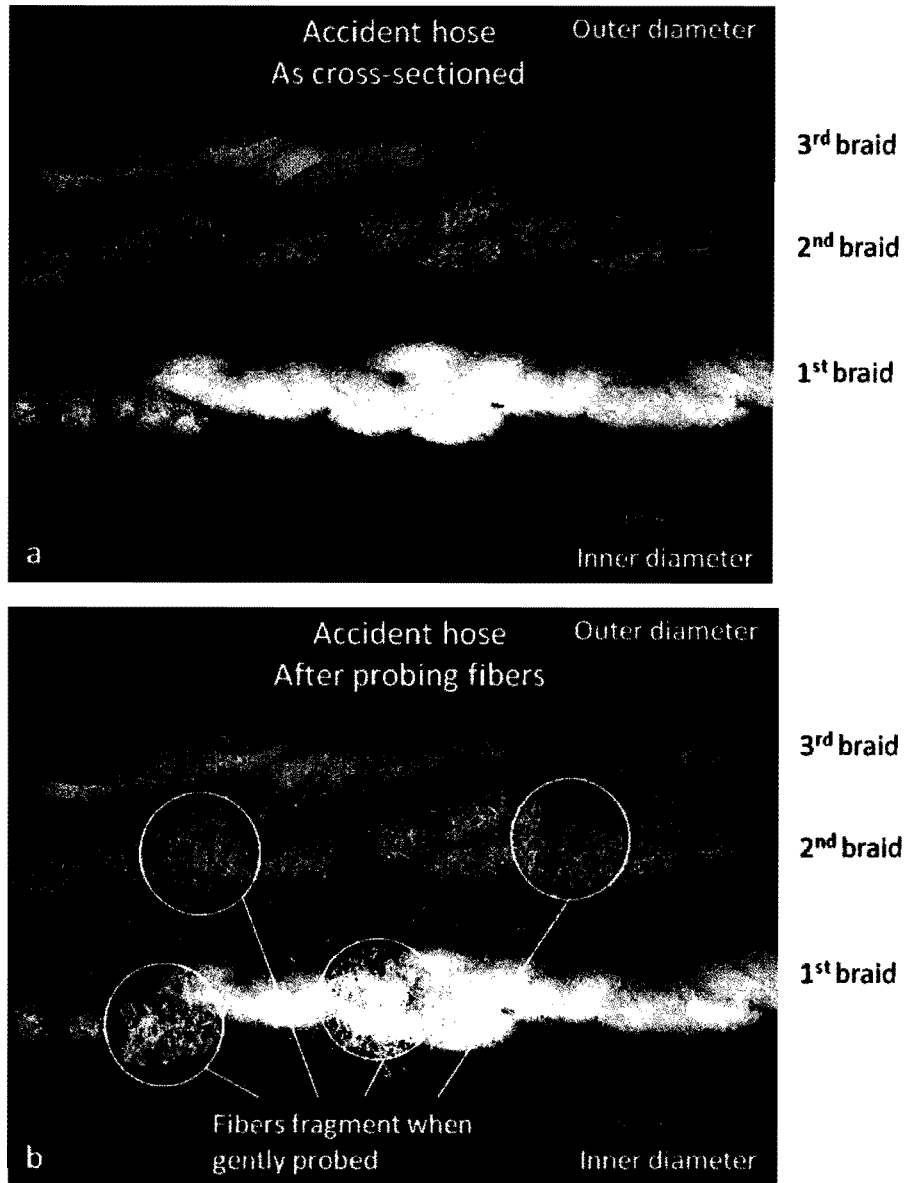 Accident hose
Outer diameter
As cross-sectioned
3rd braid
2nd braid
1st braid
a
Inner diameter
Accident hose
Outer diameter
After probing fibers
3rd braid
2nd braid
1st braid
Fibers fragment when
gently probed
b
Inner diameter